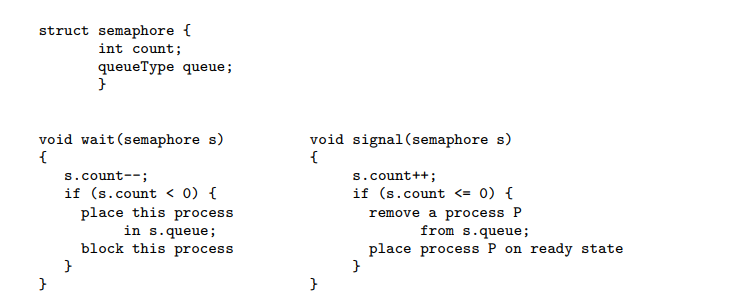 struct semaphore {
int count;
queueType queue;
}
void wait(semaphore s)
{
s.count--;
if (s.count < 0) {
place this process
in s.queue;
block this process
}
}
void signal(semaphore s)
{
s.count++;
if (s.count <= 0) {
remove a process P
from s.queue;
place process P on ready state
}
}